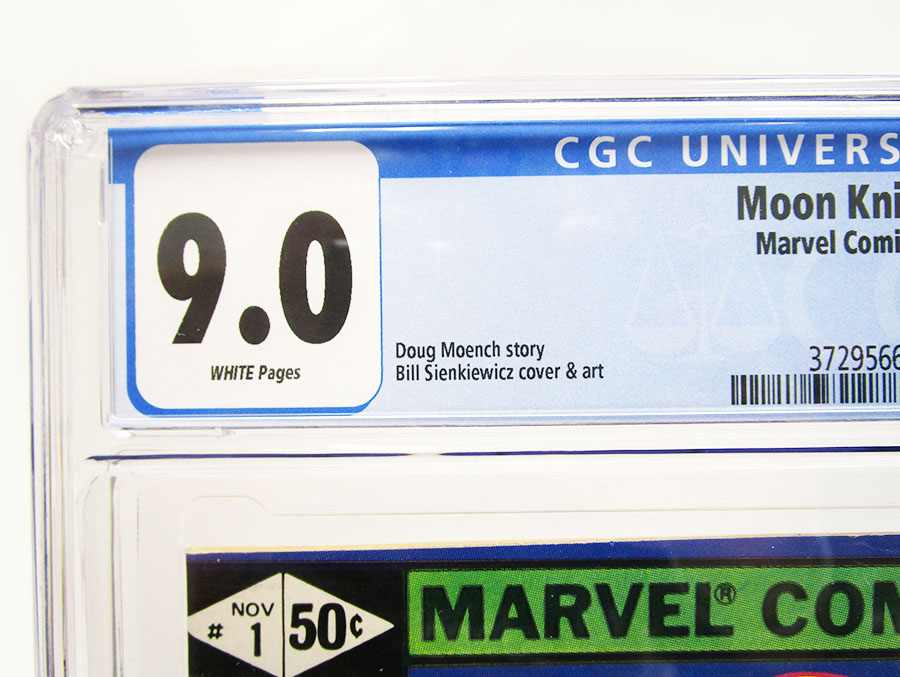 CGC UNIVERS
9.0
WHITE Pages
Moon Kni
Marvel Comi
Doug Moench story
Bill Sienkiewicz cover & art
3729566
# NOV 1
50¢
MARVEL® COM